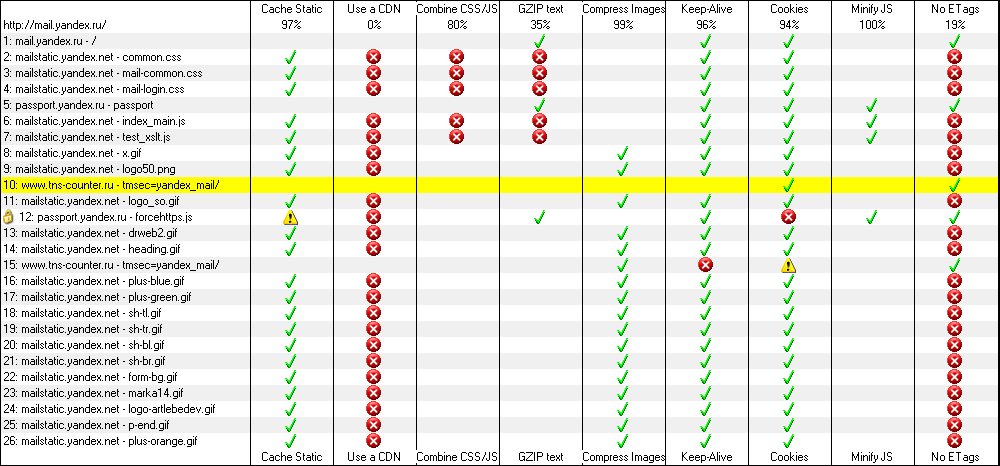 Cache Static Use a CDN Combine CSS/JS GZIP text Compress Images Keep-Alive Cookies Minify JS No ETags
http://mail.yandex.ru/ 97% 0% 80% 35% 99% 96% 94% 100% 19%
1: mail.yandex.ru - /
2: mailstatic.yandex.net - common.css
3: mailstatic.yandex.net - mail-common.css
4: mailstatic.yandex.net - mail-login.css
5: passport.yandex.ru - passport
6: mailstatic.yandex.net - index_main.js
7: mailstatic.yandex.net - test_xslt.js
8: mailstatic.yandex.net - x.gif
9: mailstatic.yandex.net - logo50.png
10: www.tns-counter.ru - tmsec=yandex_mail/
11: mailstatic.yandex.net - logo_so.gif
12: passport.yandex.ru - forcehttps.js
13: mailstatic.yandex.net - drweb2.gif
14: mailstatic.yandex.net - heading.gif
15: www.tns-counter.ru - tmsec=yandex_mail/
16: mailstatic.yandex.net - plus-blue.gif
17: mailstatic.yandex.net - plus-green.gif
18: mailstatic.yandex.net - sh-tl.gif
19: mailstatic.yandex.net - sh-tr.gif
20: mailstatic.yandex.net - sh-bl.gif
21: mailstatic.yandex.net - sh-br.gif
22: mailstatic.yandex.net - form-bg.gif
23: mailstatic.yandex.net - marka14.gif
24: mailstatic.yandex.net - logo-artlebedev.gif
25: mailstatic.yandex.net - p-end.gif
26: mailstatic.yandex.net - plus-orange.gif
Cache Static Use a CDN Combine CSS/JS GZIP text Compress Images Keep-Alive Cookies Minify JS No ETags